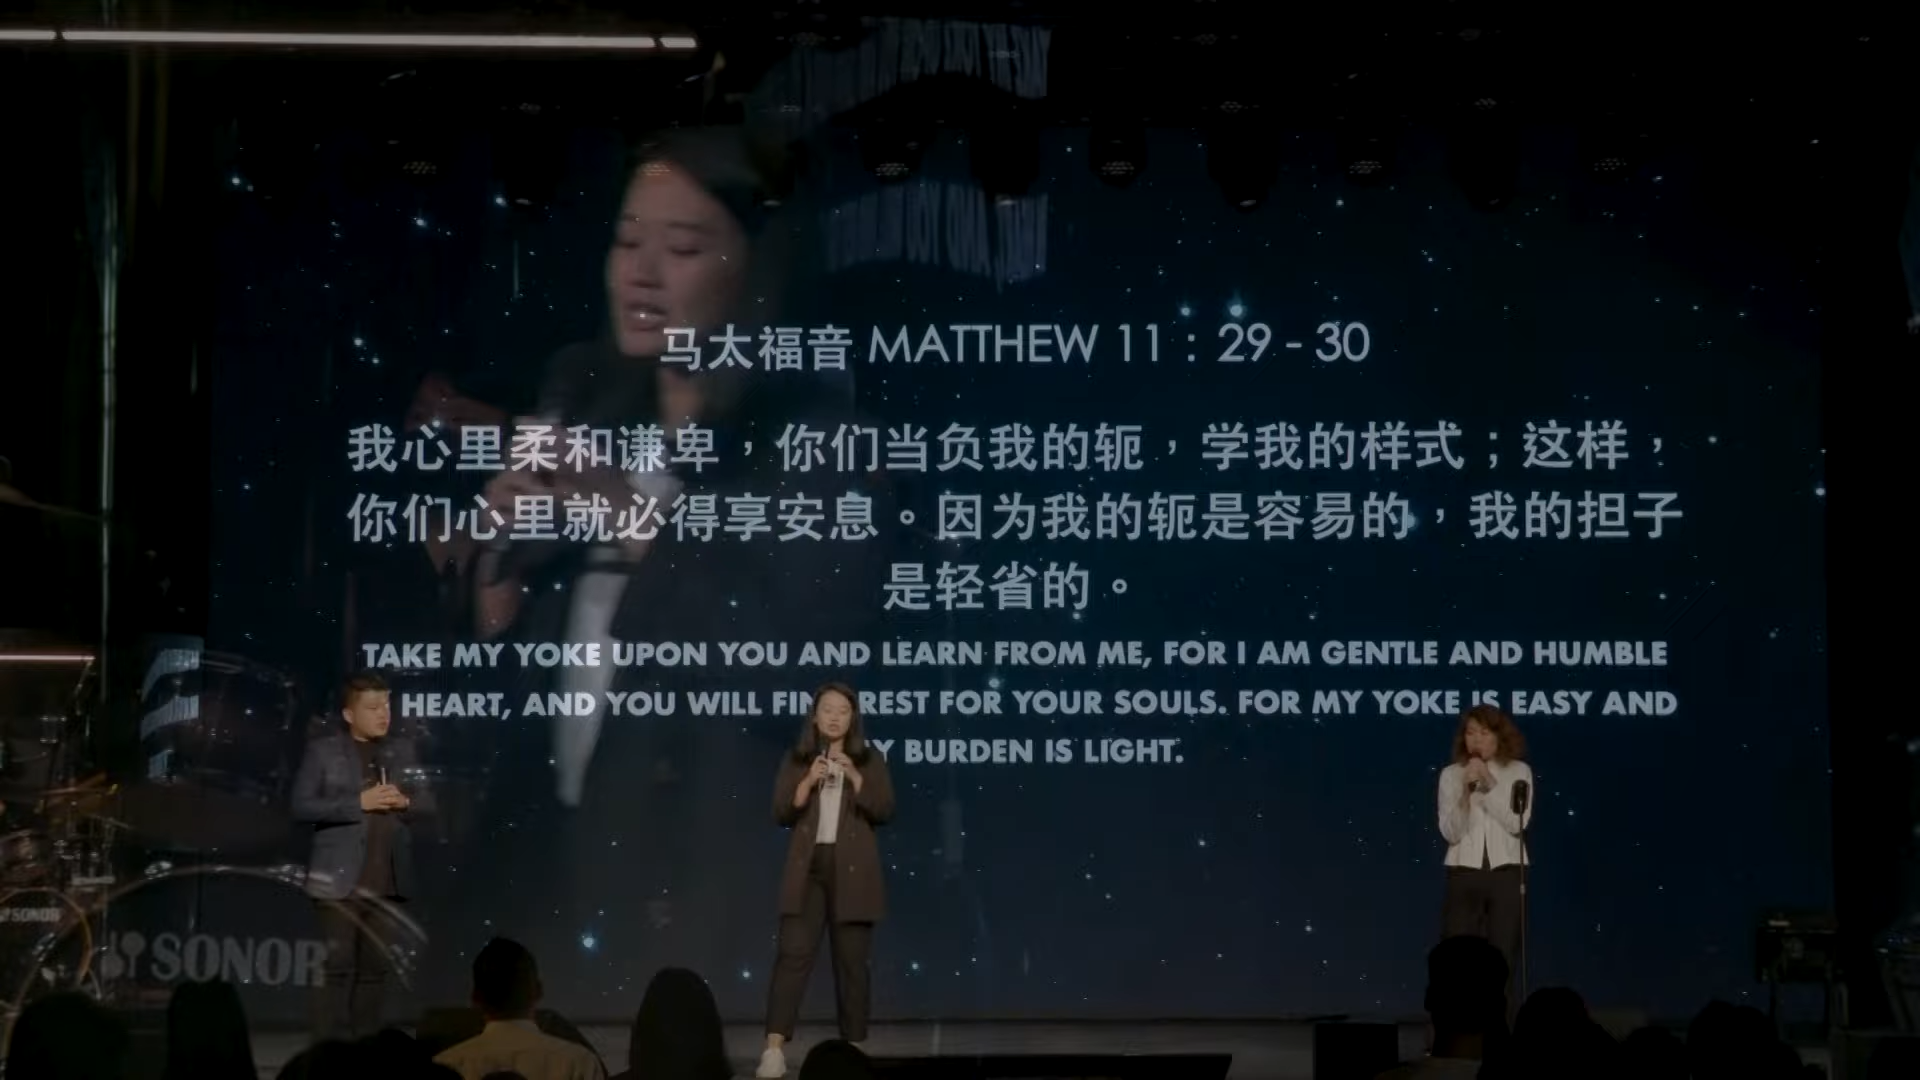 马太福音 MATTHEW 11 : 29 - 30
我心里柔和谦卑，你们当负我的轭，学我的样式；这样，
你们心里就必得享安息。因为我的轭是容易的，我的担子
是轻省的。
TAKE MY YOKE UPON YOU AND LEARN FROM ME, FOR I AM GENTLE AND HUMBLE
HEART, AND YOU WILL FIND REST FOR YOUR SOULS. FOR MY YOKE IS EASY AND
BURDEN IS LIGHT.
SONOR
SONOR